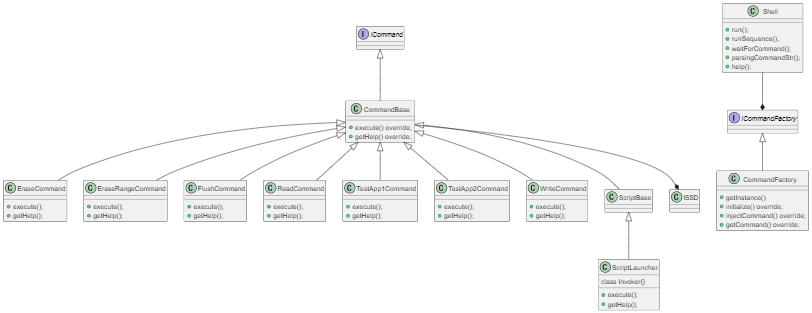 C Shell
run();
runSequence();
waitForCommand();
parsingCommandStr();
help();
I ICommand
C CommandBase
execute() override;
getHelp() override;
I ICommandFactory
C CommandFactory
getInstance()
initialize() override;
injectCommand() override;
getCommand() override;
C EraseCommand
execute();
getHelp();
C EraseRangeCommand
execute();
getHelp();
C FlushCommand
execute();
getHelp();
C ReadCommand
execute();
getHelp();
C TestApp1Command
execute();
getHelp();
C TestApp2Command
execute();
getHelp();
C WriteCommand
execute();
getHelp();
C ScriptBase
C ISSD
C ScriptLauncher
class Invoker{}
execute();
getHelp();